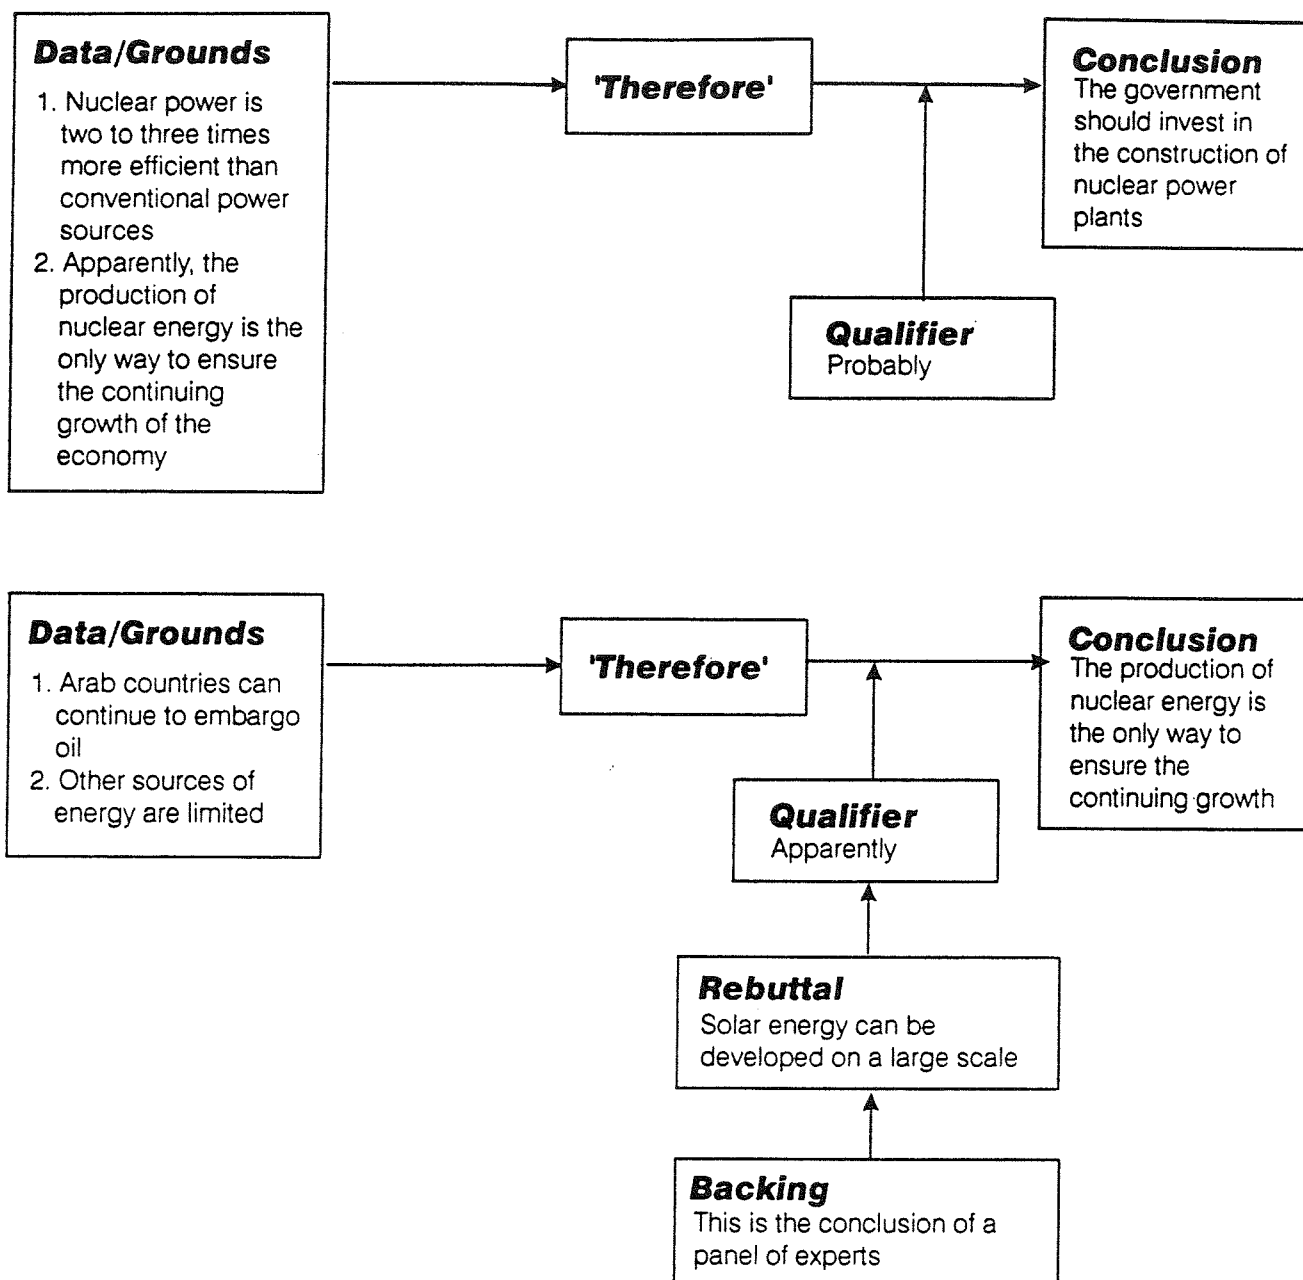 Data/Grounds
1. Nuclear power is
two to three times
more efficient than
conventional power
sources
2. Apparently, the
production of
nuclear energy is the
only way to ensure
the continuing
growth of the
economy
'Therefore'
Conclusion
The government
should invest in
the construction of
nuclear power
plants
Qualifier
Probably
Data/Grounds
1. Arab countries can
continue to embargo
oil
2. Other sources of
energy are limited
'Therefore'
Conclusion
The production of
nuclear energy is
the only way to
ensure the
continuing growth
Qualifier
Apparently
Rebuttal
Solar energy can be
developed on a large scale
Backing
This is the conclusion of a
panel of experts